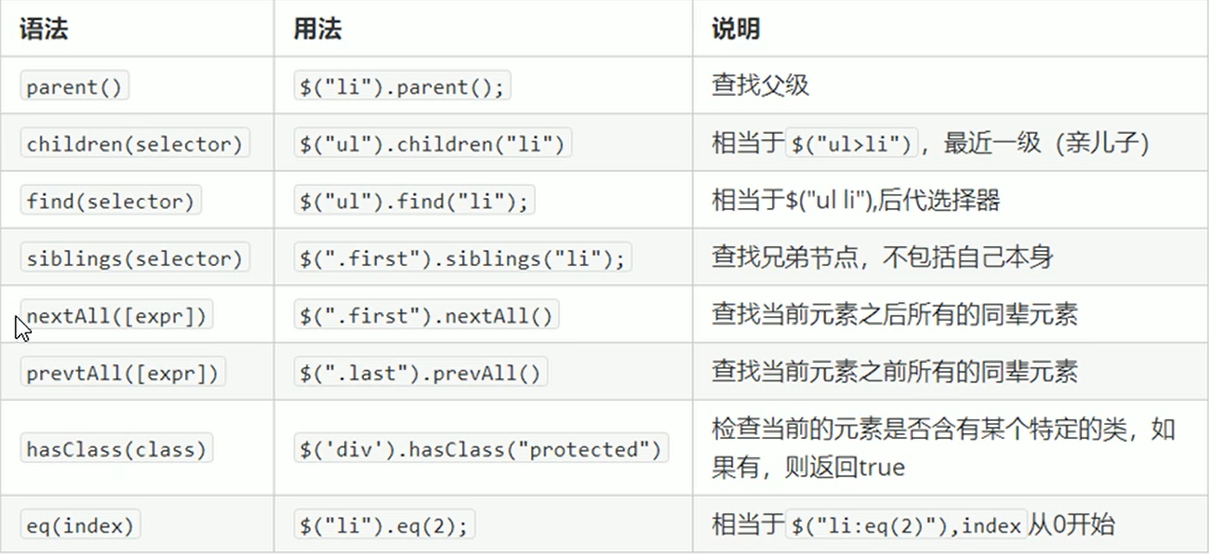 语法 用法 说明
parent() $("li").parent(); 查找父级
children(selector) $("ul").children("li") 相当于$("ul>li")，最近一级（亲儿子）
find(selector) $("ul").find("li"); 相当于$("ul li"),后代选择器
siblings(selector) $(".first").siblings("li"); 查找兄弟节点，不包括自己本身
nextAll([expr]) $(".first").nextAll() 查找当前元素之后所有的同辈元素
prevtAll([expr]) $(".last").prevAll() 查找当前元素之前所有的同辈元素
hasClass(class) $('div').hasClass("protected") 检查当前的元素是否含有某个特定的类，如
果有，则返回true
eq(index) $("li").eq(2); 相当于$("li:eq(2)"),index从0开始